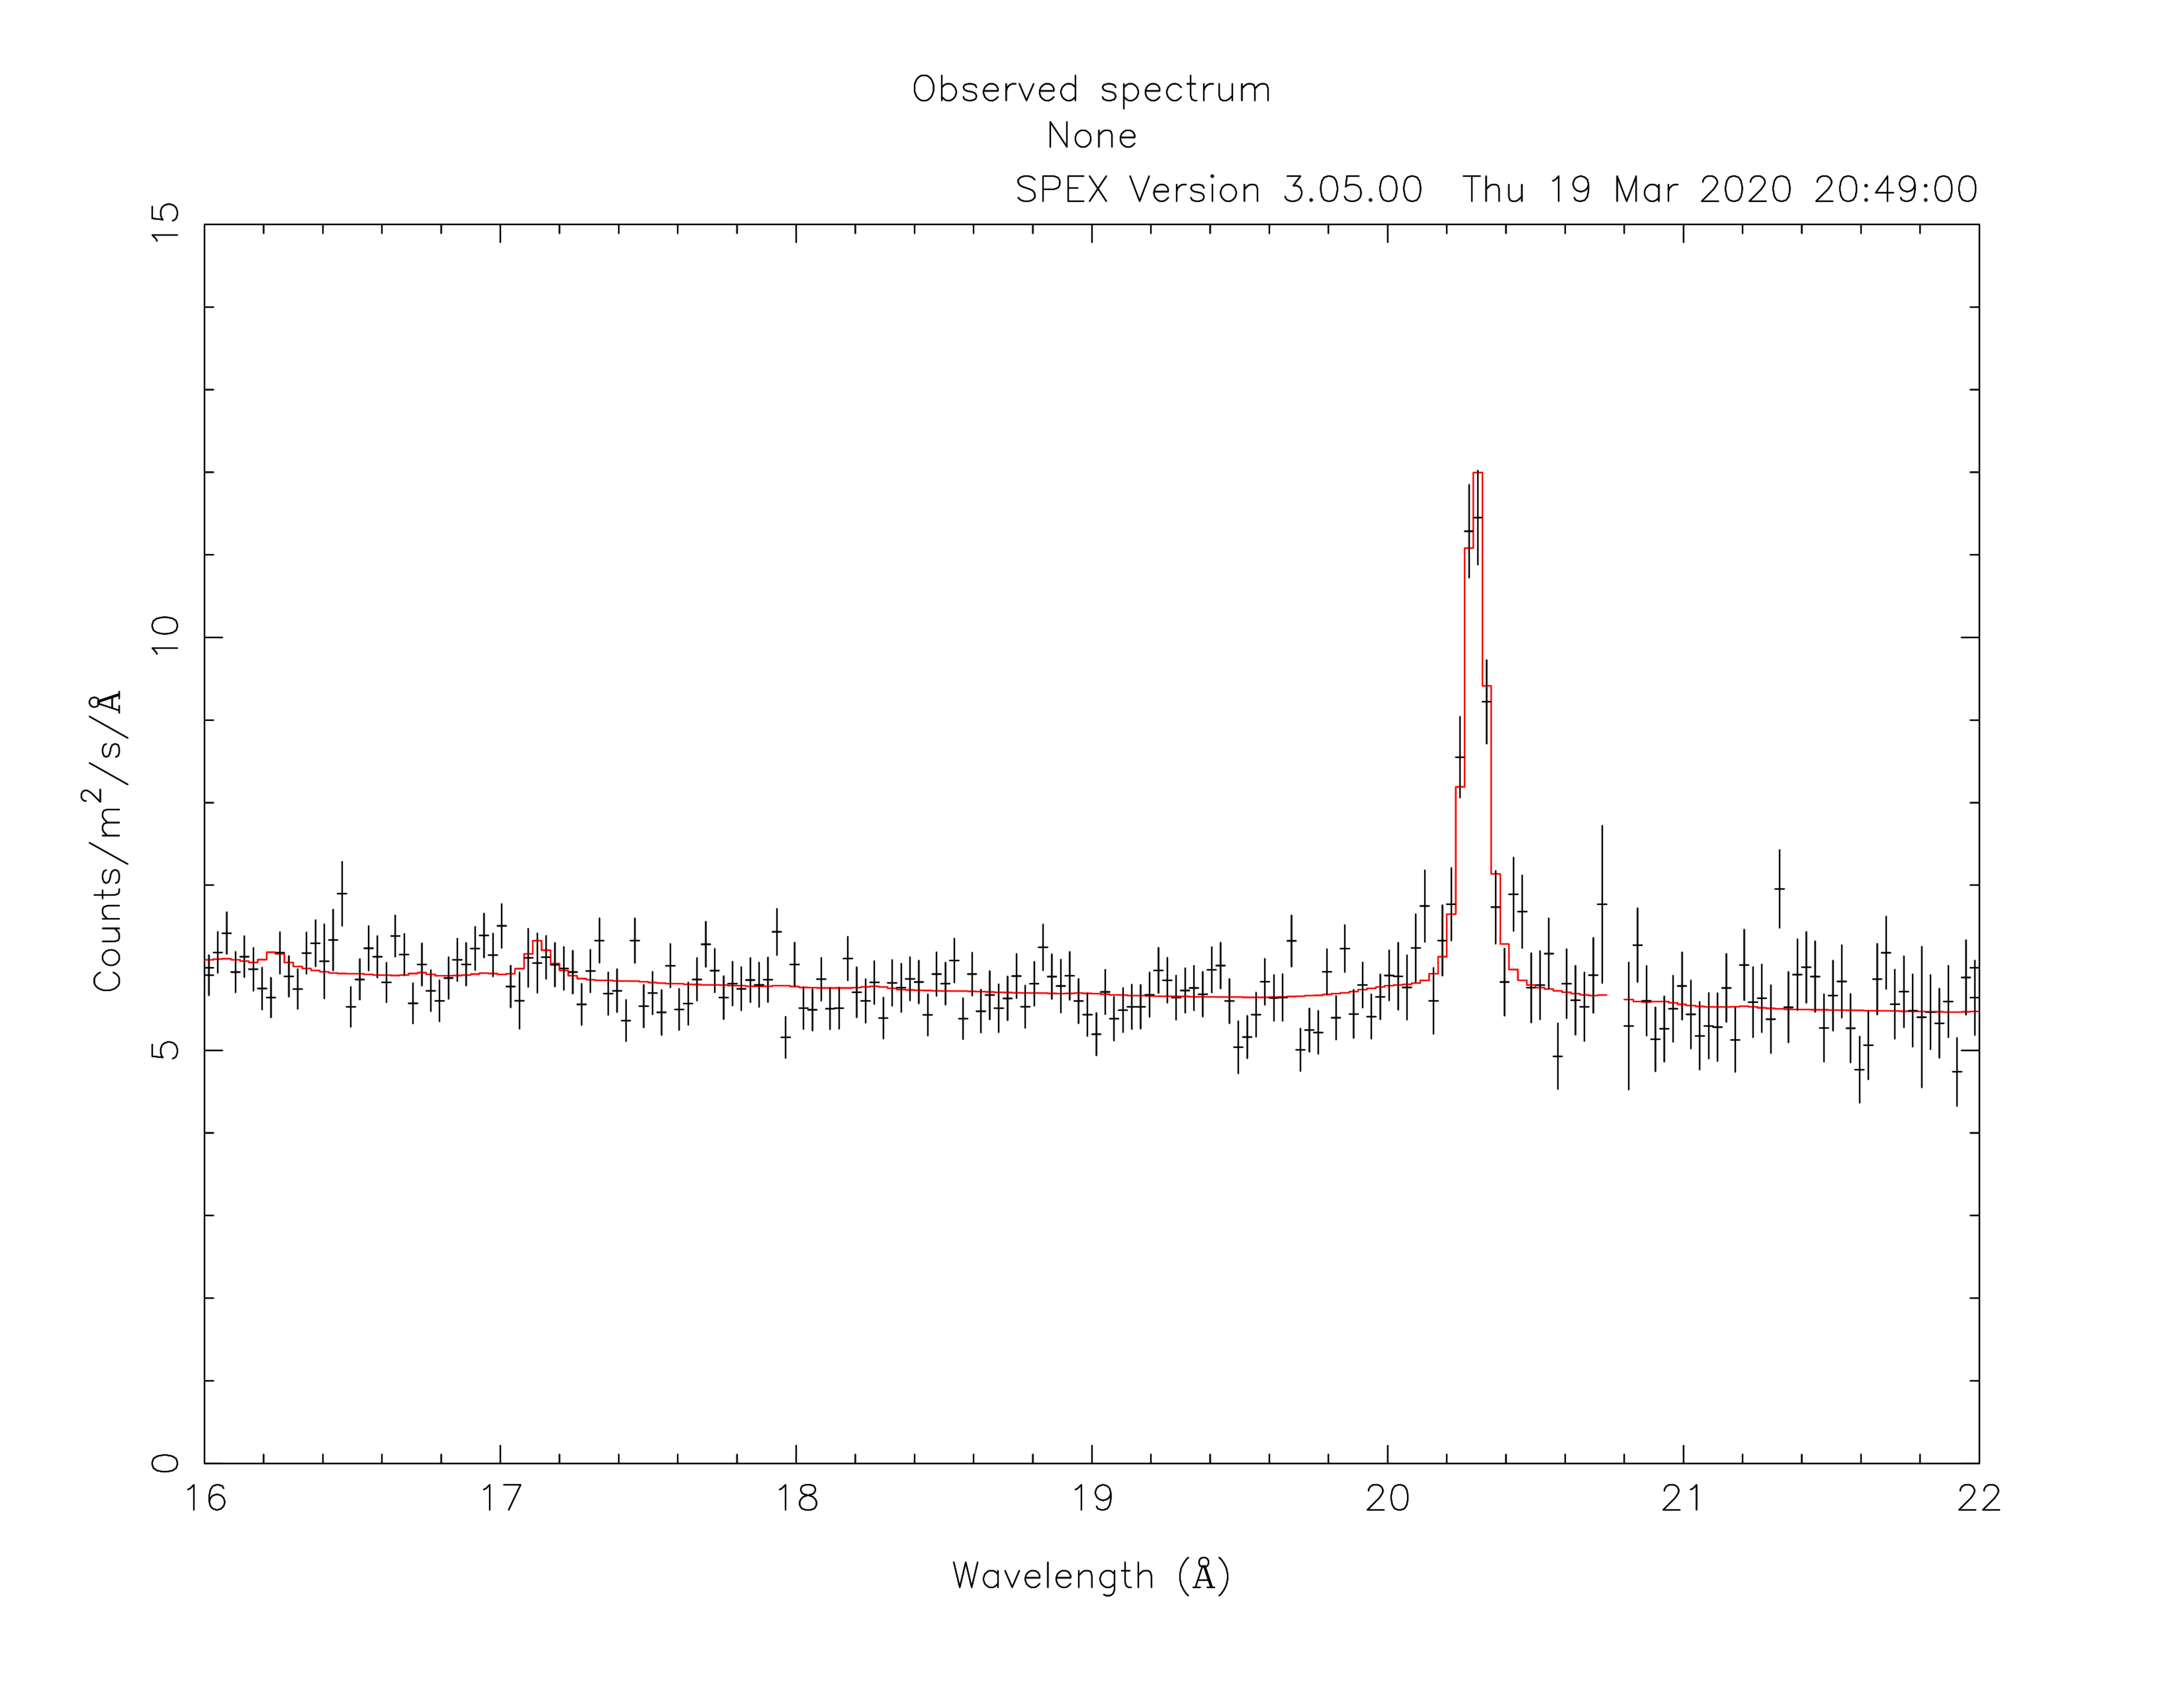 Observed spectrum
None
SPEX Version 3.05.00 Thu 19 Mar 2020 20:49:00
15
10
5
0
Counts/m²/s/Å
16 17 18 19 20 21 22
Wavelength (Å)